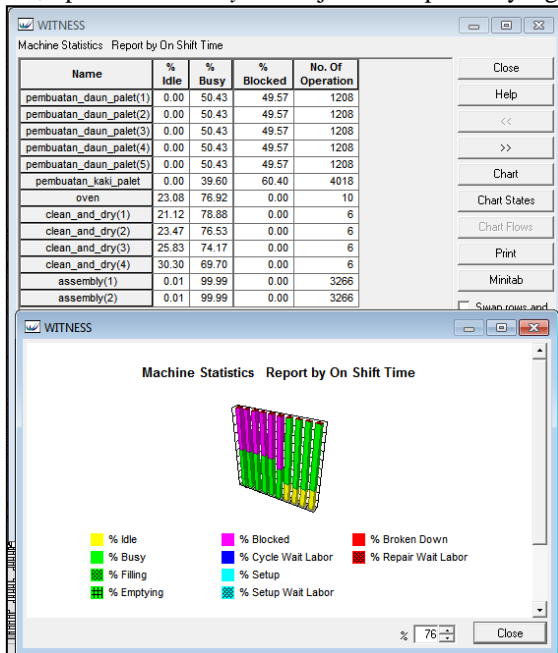 WITNESS
Machine Statistics Report by On Shift Time
Name % Idle % Busy % Blocked No. Of Operation
pembuatan_daun_palet(1) 0.00 50.43 49.57 1208
pembuatan_daun_palet(2) 0.00 50.43 49.57 1208
pembuatan_daun_palet(3) 0.00 50.43 49.57 1208
pembuatan_daun_palet(4) 0.00 50.43 49.57 1208
pembuatan_daun_palet(5) 0.00 50.43 49.57 1208
pembuatan_kaki_palet 0.00 39.60 60.40 4018
oven 23.08 76.92 0.00 10
clean_and_dry(1) 21.12 78.88 0.00 6
clean_and_dry(2) 23.47 76.53 0.00 6
clean_and_dry(3) 25.83 74.17 0.00 6
clean_and_dry(4) 30.30 69.70 0.00 6
assembly(1) 0.01 99.99 0.00 3266
assembly(2) 0.01 99.99 0.00 3266
Close
Help
<<
>>
Chart
Chart States
Chart Flows
Print
Minitab
Swap rows and
WITNESS
Machine Statistics Report by On Shift Time
% Idle % Blocked % Broken Down
% Busy % Cycle Wait Labor % Repair Wait Labor
% Filling % Setup
% Emptying % Setup Wait Labor
% 76 Close